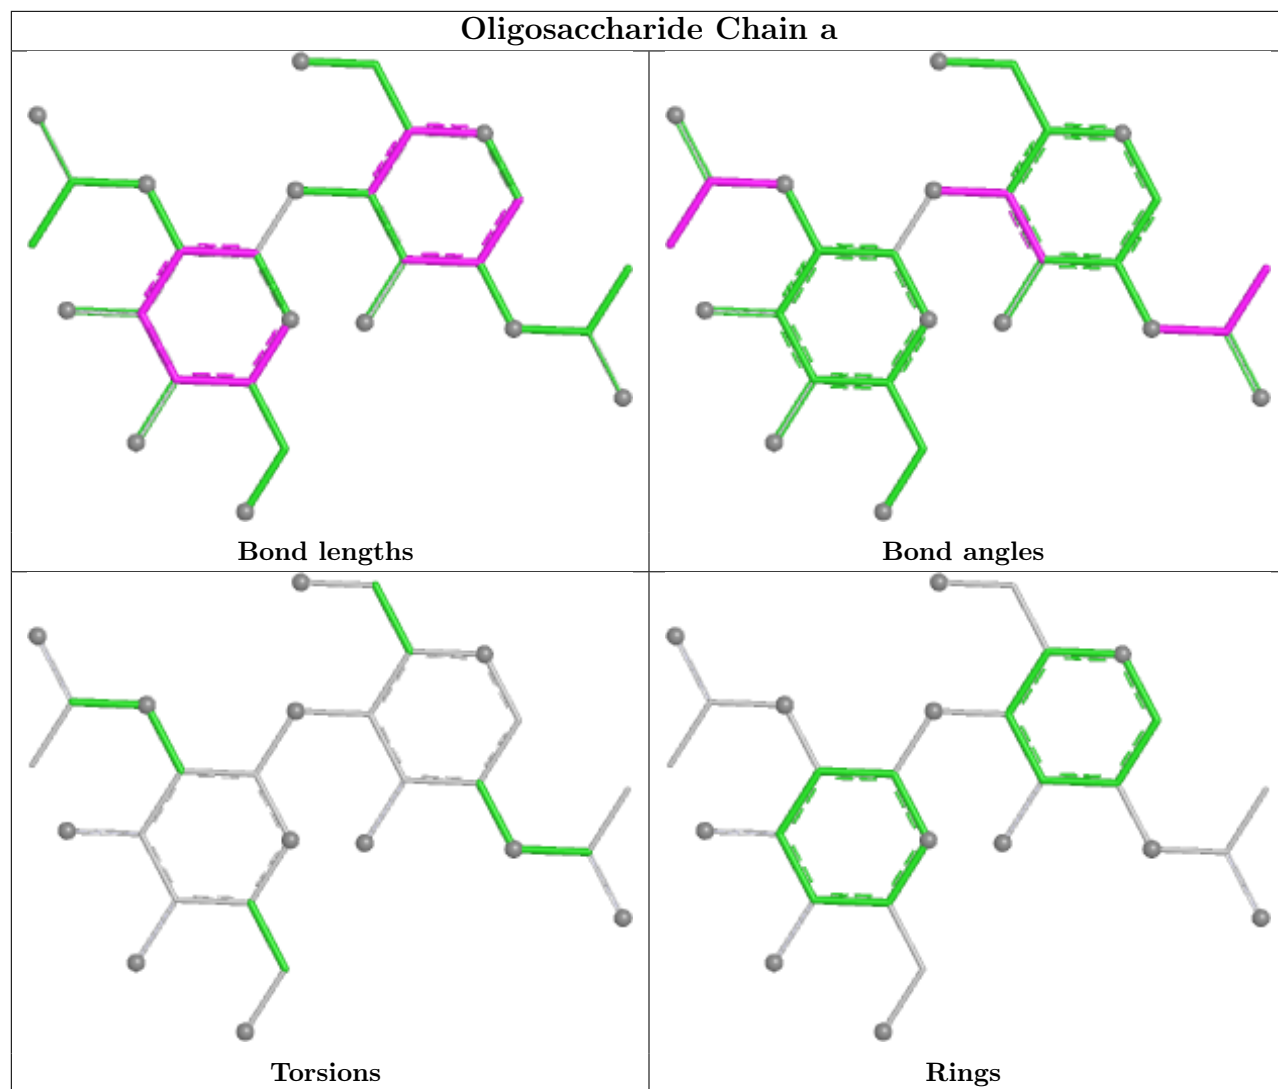 Oligosaccharide Chain a
Bond lengths
Bond angles
Torsions
Rings